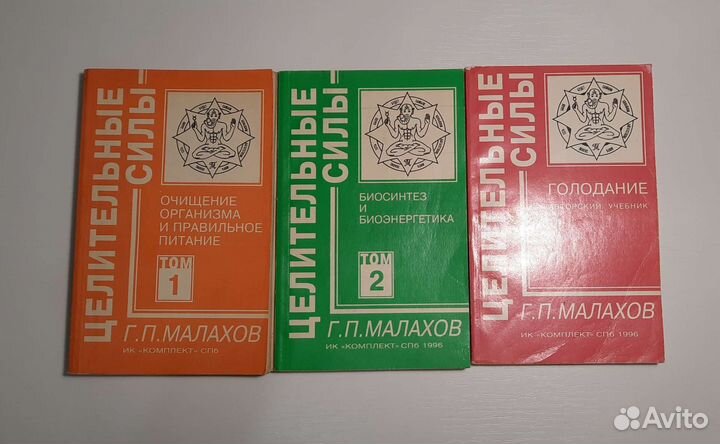 ЦЕЛИТЕЛЬНЫЕ
СИЛЫ
ОЧИЩЕНИЕ
ОРГАНИЗМА
И ПРАВИЛЬНОЕ
ПИТАНИЕ
ТОМ
1
Г.П.МАЛАХОВ
ИК «КОМПЛЕКТ» СПб
ЦЕЛИТЕЛЬНЫЕ
СИЛЫ
БИОСИНТЕЗ
И
БИОЭНЕРГЕТИКА
ТОМ
2
Г.П.МАЛАХОВ
ИК «КОМПЛЕКТ» СПб 1996
ЦЕЛИТЕЛЬНЫЕ
СИЛЫ
ГОЛОДАНИЕ
АВТОРСКИЙ УЧЕБНИК
Г.П.МАЛАХОВ
ИК «КОМПЛЕКТ» СПб 1996
Avito